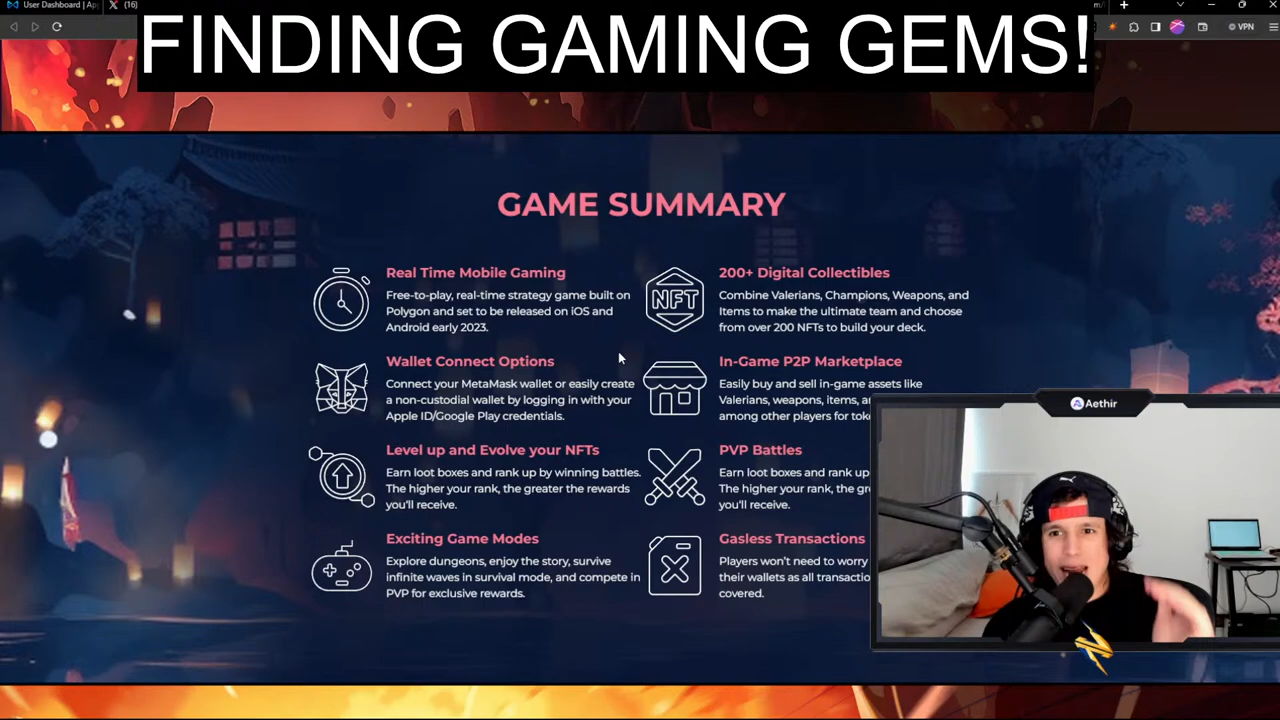 User Dashboard | Ap
(16)
m/
VPN
FINDING GAMING GEMS!
GAME SUMMARY
Real Time Mobile Gaming
Free-to-play, real-time strategy game built on
Polygon and set to be released on iOS and
Android early 2023.
200+ Digital Collectibles
NFT
Combine Valerians, Champions, Weapons, and
Items to make the ultimate team and choose
from over 200 NFTs to build your deck.
Wallet Connect Options
Connect your MetaMask wallet or easily create
a non-custodial wallet by logging in with your
Apple ID/Google Play credentials.
In-Game P2P Marketplace
Easily buy and sell in-game assets like
Valerians, weapons, items,
among other players for
Level up and Evolve your NFTs
Earn loot boxes and rank up by winning battles.
The higher your rank, the greater the rewards
you'll receive.
PVP Battles
Earn loot boxes and rank up
The higher your rank, the
you'll receive.
Exciting Game Modes
Explore dungeons, enjoy the story, survive
infinite waves in survival mode, and compete in
PVP for exclusive rewards.
Gasless Transactions
Players won't need to worry
their wallets as all
covered.
Aethir